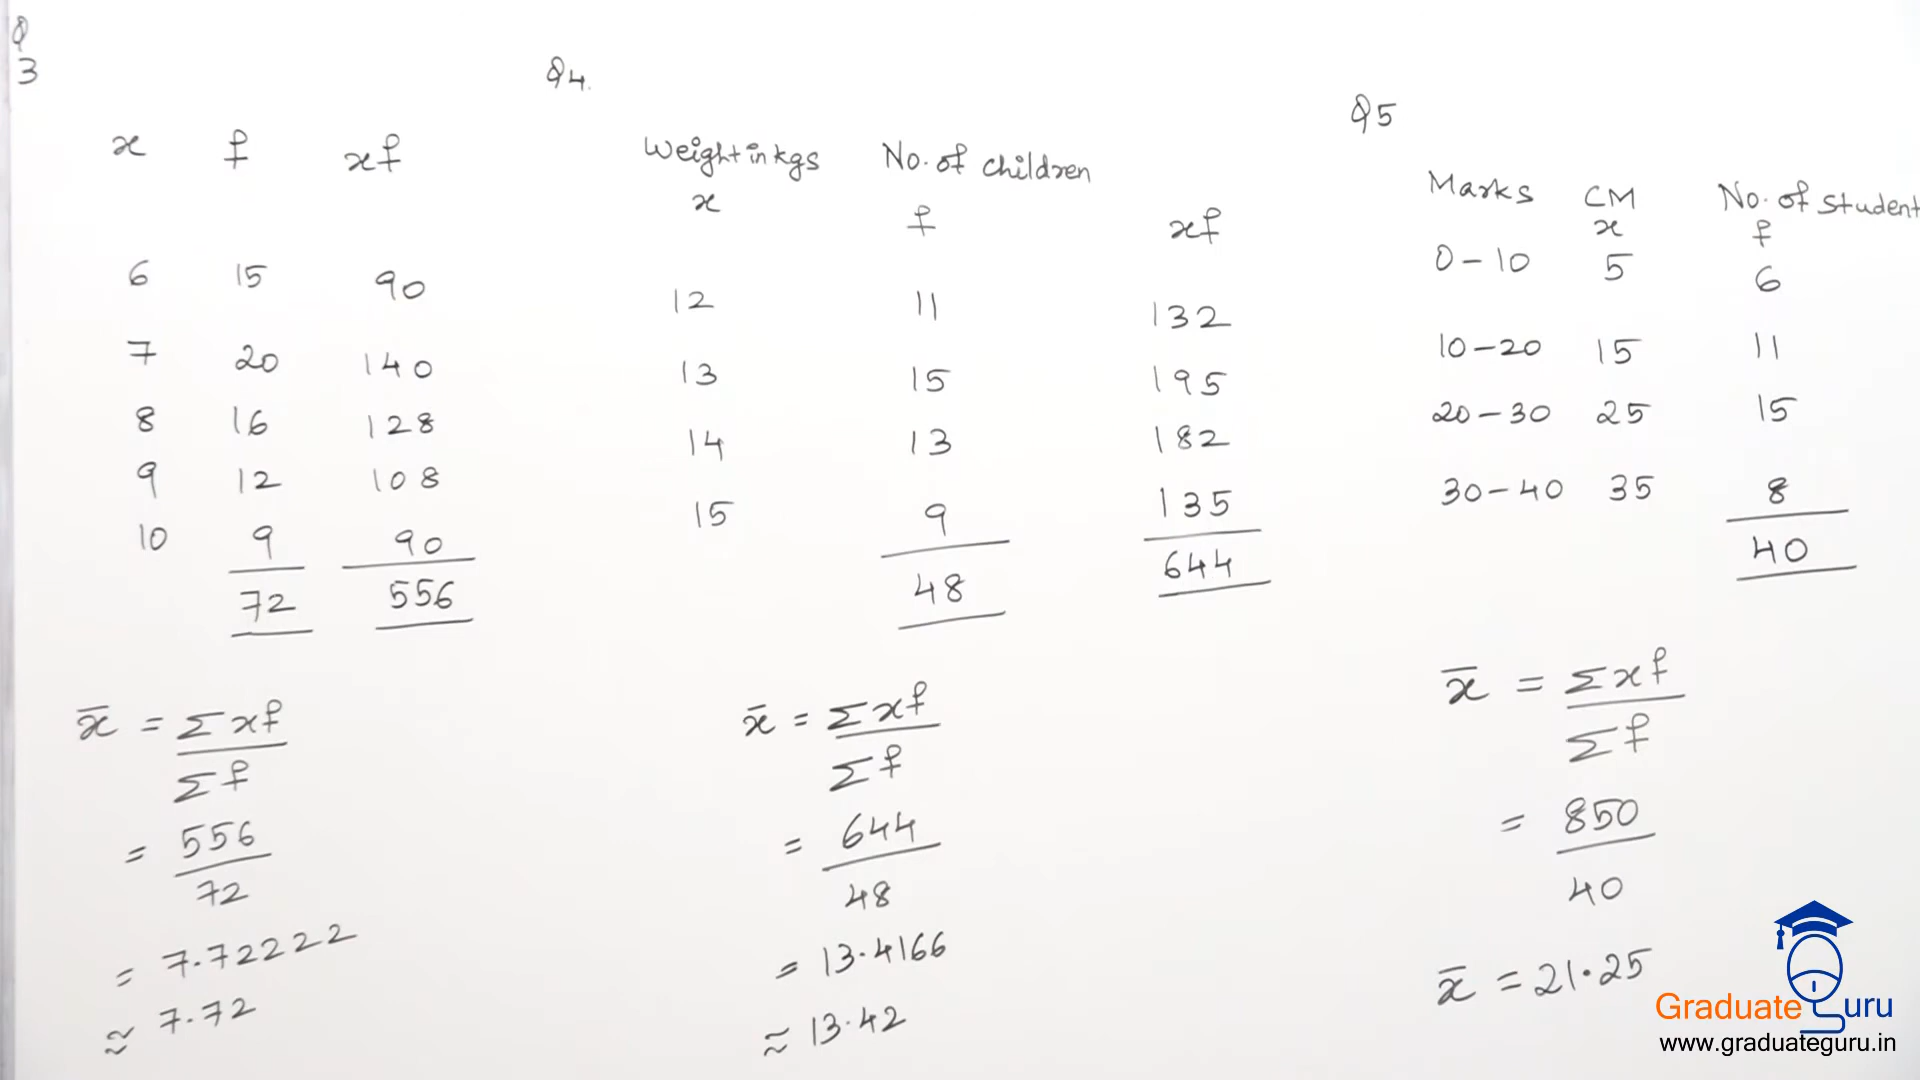 Q
3
x f xf
6 15 90
7 20 140
8 16 128
9 12 108
10 9 90
72 556
x̄ = Σxf
Σf
= 556
72
= 7.72222
≈ 7.72
Q4.
Weight in kgs No. of children
x f xf
12 11 132
13 15 195
14 13 182
15 9 135
48 644
x̄ = Σxf
Σf
= 644
48
= 13.4166
≈ 13.42
Q5
Marks CM No. of student
x f
0-10 5 6
10-20 15 11
20-30 25 15
30-40 35 8
40
x̄ = Σxf
Σf
= 850
40
x̄ = 21.25
Graduate Guru
www.graduateguru.in